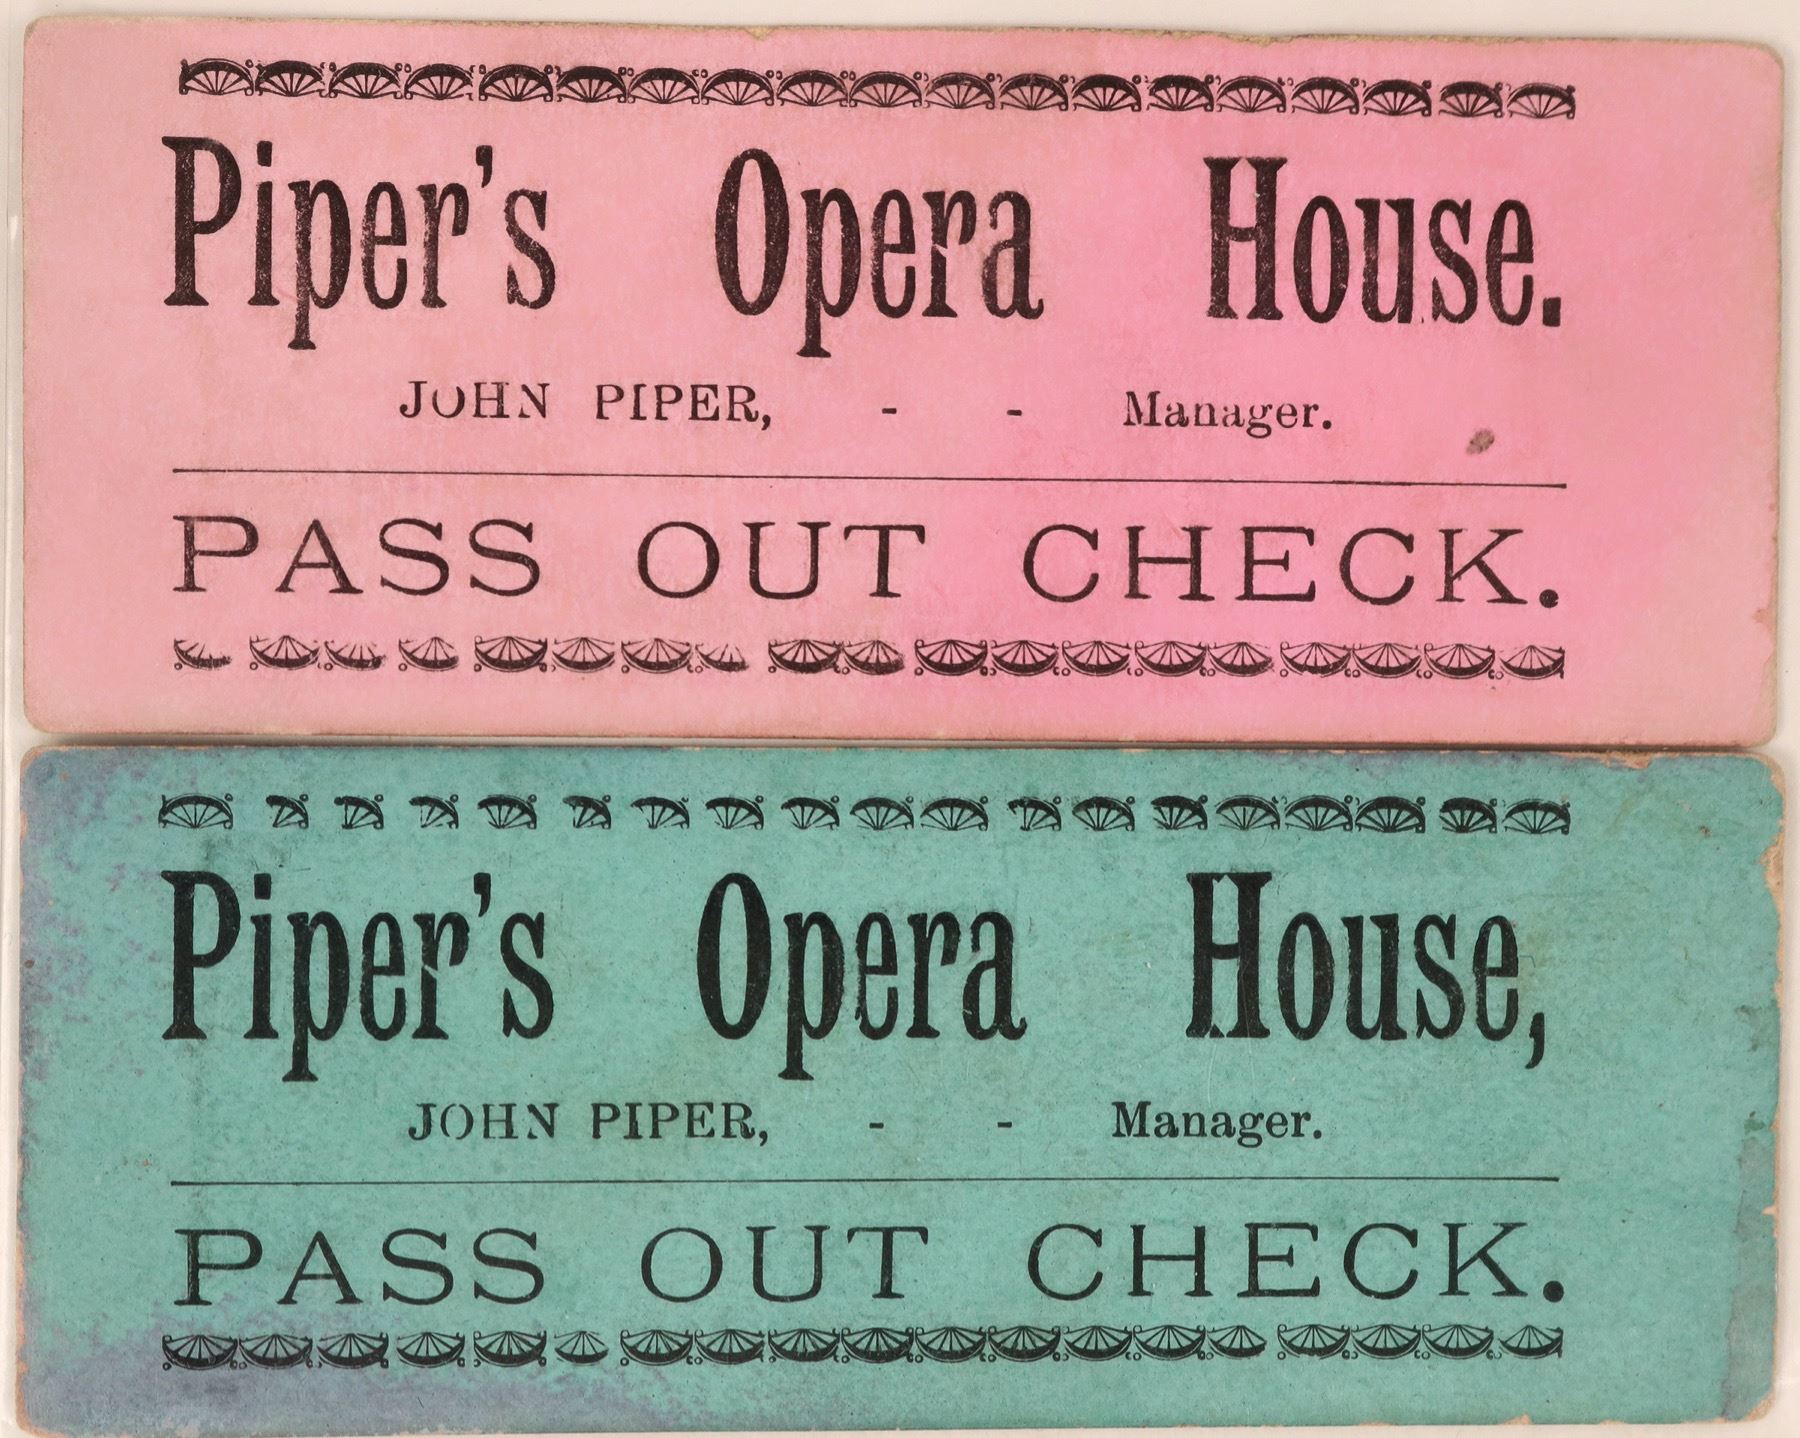 Piper's Opera House.
JOHN PIPER, - - Manager.
PASS OUT CHECK.
Piper's Opera House,
JOHN PIPER, - - Manager.
PASS OUT CHECK.